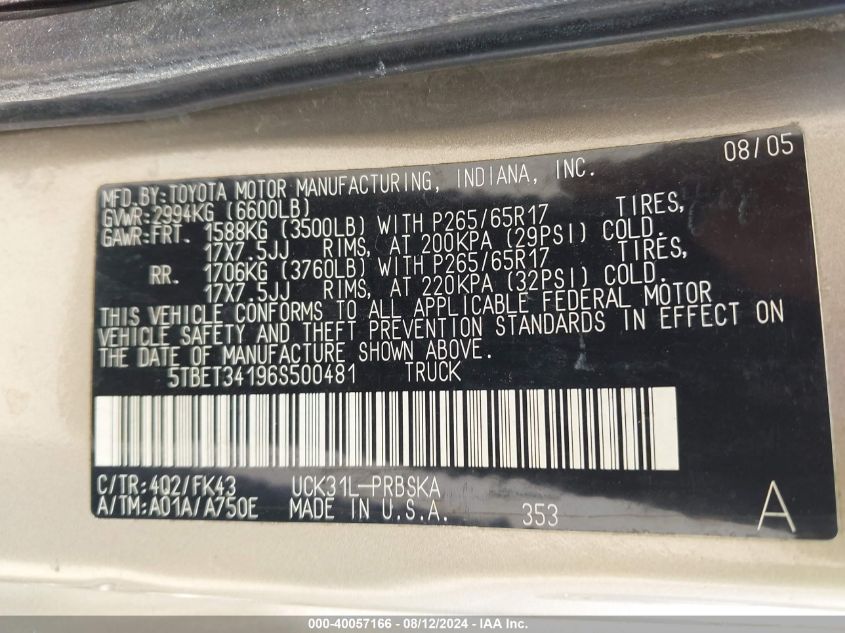 08/05
MFD.BY:TOYOTA MOTOR MANUFACTURING, INDIANA, INC.
GVWR:2994KG (6600LB)
GAWR:FRT. 1588KG (3500LB) WITH P265/65R17 TIRES,
17X7.5JJ RIMS, AT 200KPA (29PSI) COLD.
RR. 1706KG (3760LB) WITH P265/65R17 TIRES,
17X7.5JJ RIMS, AT 220KPA (32PSI) COLD.
THIS VEHICLE CONFORMS TO ALL APPLICABLE FEDERAL MOTOR
VEHICLE SAFETY AND THEFT PREVENTION STANDARDS IN EFFECT ON
THE DATE OF MANUFACTURE SHOWN ABOVE.
5TBET34196S500481 TRUCK
C/TR:4Q2/FK43 UCK31L-PRBSKA
A/TM:A01A/A750E MADE IN U.S.A. 353 A
000-40057166 - 08/12/2024 - IAA Inc.